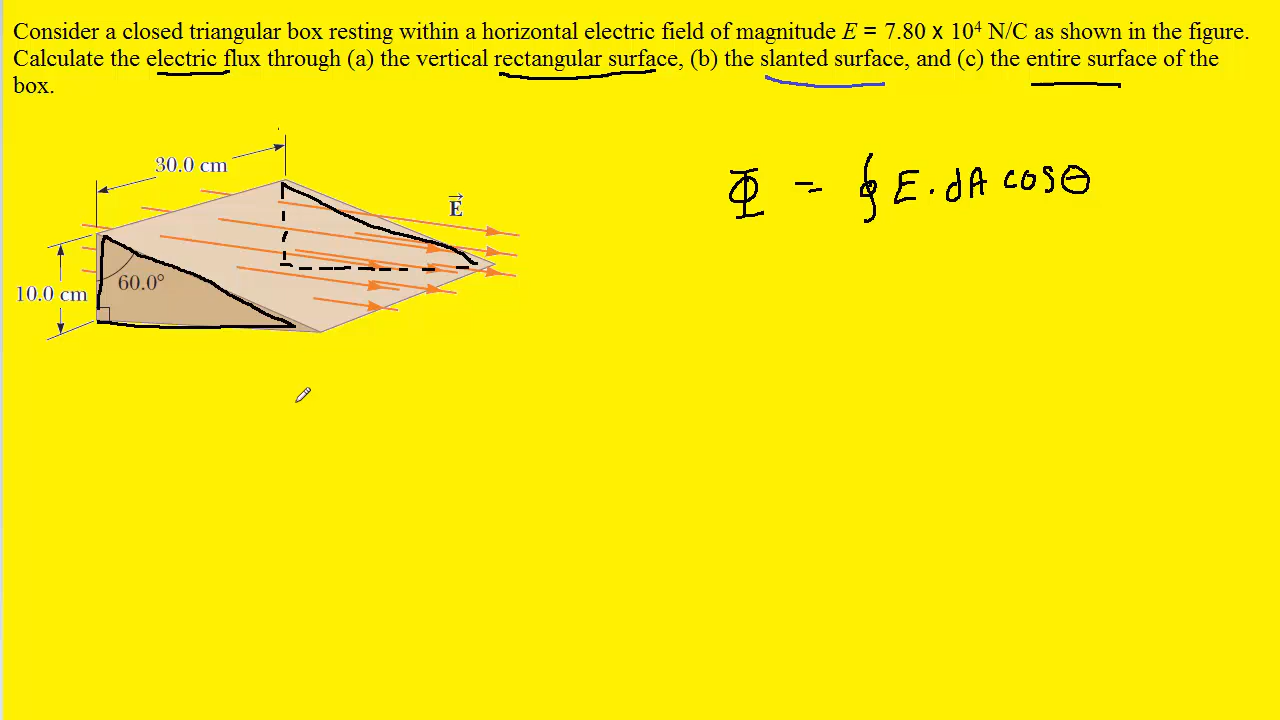 Consider a closed triangular box resting within a horizontal electric field of magnitude E = 7.80 x 10⁴ N/C as shown in the figure.
Calculate the electric flux through (a) the vertical rectangular surface, (b) the slanted surface, and (c) the entire surface of the
box.
30.0 cm
E⃗
60.0°
10.0 cm
Φ = ∮ E · dA cos θ